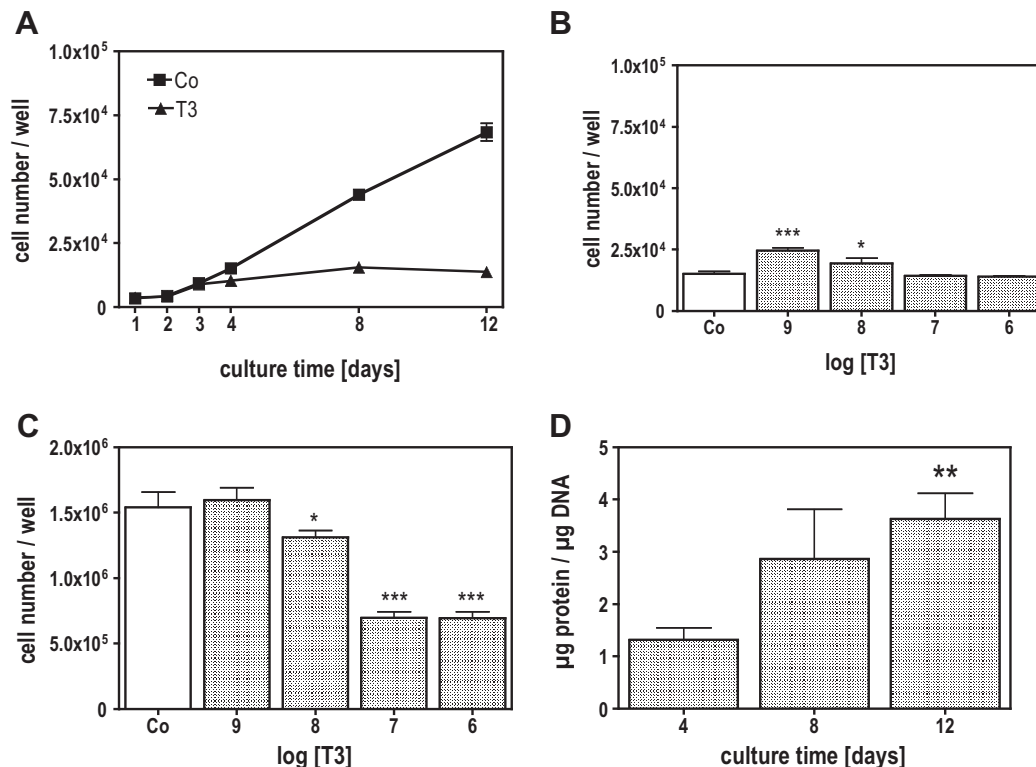 A
1.0x10⁵
7.5x10⁴
5.0x10⁴
2.5x10⁴
0
cell number / well
Co
T3
1 2 3 4 8 12
culture time [days]
B
1.0x10⁵
7.5x10⁴
5.0x10⁴
2.5x10⁴
0
cell number / well
*** *
Co 9 8 7 6
log [T3]
C
2.0x10⁶
1.5x10⁶
1.0x10⁶
5.0x10⁵
0
cell number / well
* *** ***
Co 9 8 7 6
log [T3]
D
5
4
3
2
1
0
µg protein / µg DNA
**
4 8 12
culture time [days]